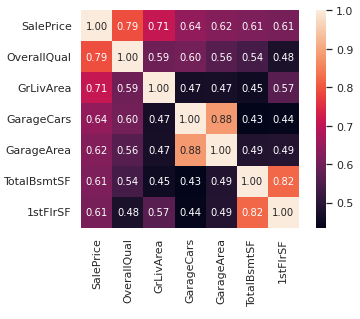 SalePrice 1.00 0.79 0.71 0.64 0.62 0.61 0.61
OverallQual 0.79 1.00 0.59 0.60 0.56 0.54 0.48
GrLivArea 0.71 0.59 1.00 0.47 0.47 0.45 0.57
GarageCars 0.64 0.60 0.47 1.00 0.88 0.43 0.44
GarageArea 0.62 0.56 0.47 0.88 1.00 0.49 0.49
TotalBsmtSF 0.61 0.54 0.45 0.43 0.49 1.00 0.82
1stFlrSF 0.61 0.48 0.57 0.44 0.49 0.82 1.00
SalePrice
OverallQual
GrLivArea
GarageCars
GarageArea
TotalBsmtSF
1stFlrSF
1.0
0.9
0.8
0.7
0.6
0.5